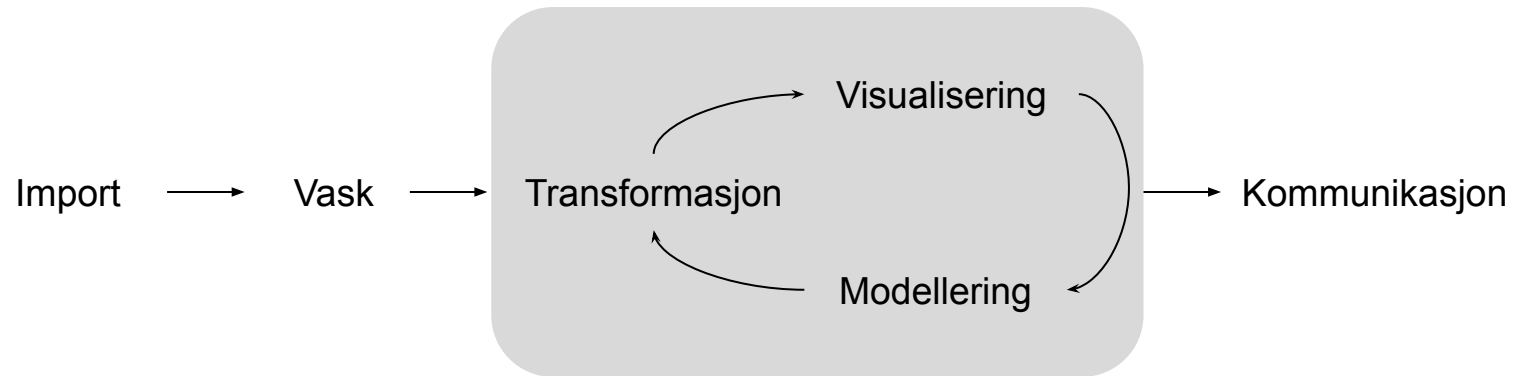 Import
Vask
Transformasjon
Visualisering
Modellering
Kommunikasjon